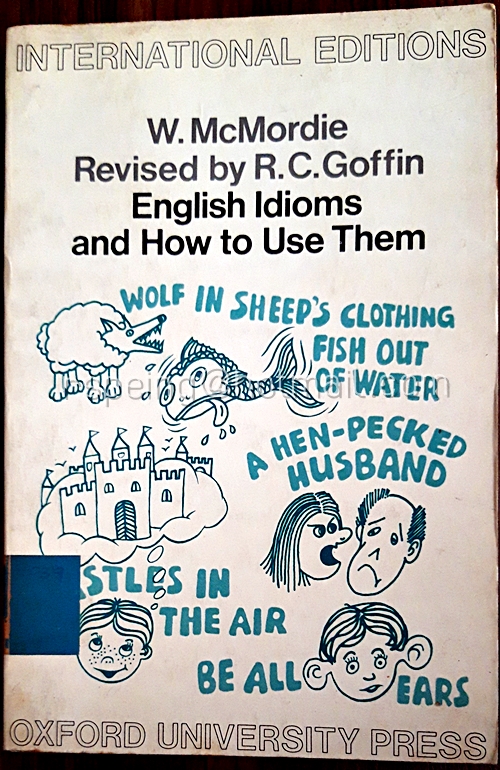 INTERNATIONAL EDITIONS
W. McMordie
Revised by R.C. Goffin
English Idioms
and How to Use Them
WOLF IN SHEEP'S CLOTHING
FISH OUT
OF WATER
A HEN-PECKED
HUSBAND
STLES IN
THE AIR
BE ALL EARS
OXFORD UNIVERSITY PRESS